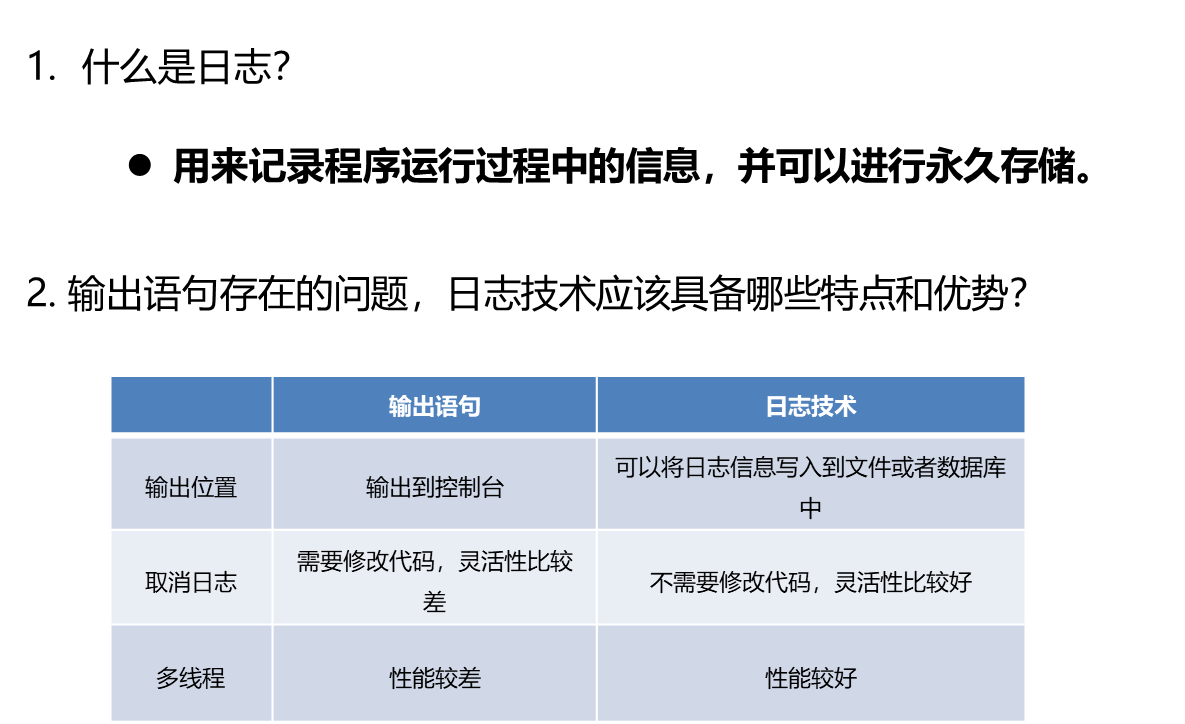 1. 什么是日志？
● 用来记录程序运行过程中的信息，并可以进行永久存储。
2. 输出语句存在的问题，日志技术应该具备哪些特点和优势？
输出语句 日志技术
输出位置 输出到控制台 可以将日志信息写入到文件或者数据库
中
取消日志 需要修改代码，灵活性比较
差 不需要修改代码，灵活性比较好
多线程 性能较差 性能较好